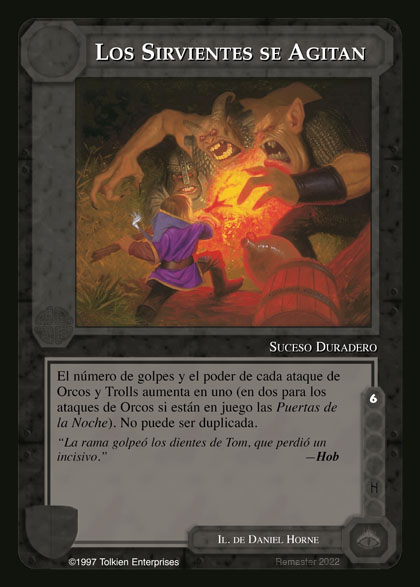 Los Sirvientes se Agitan
Suceso Duradero
El número de golpes y el poder de cada ataque de
Orcos y Trolls aumenta en uno (en dos para los
ataques de Orcos si están en juego las Puertas de
la Noche). No puede ser duplicada.
“La rama golpeó los dientes de Tom, que perdió un
incisivo.” —Hob
6
Il. de Daniel Horne
©1997 Tolkien Enterprises
Remaster 2022